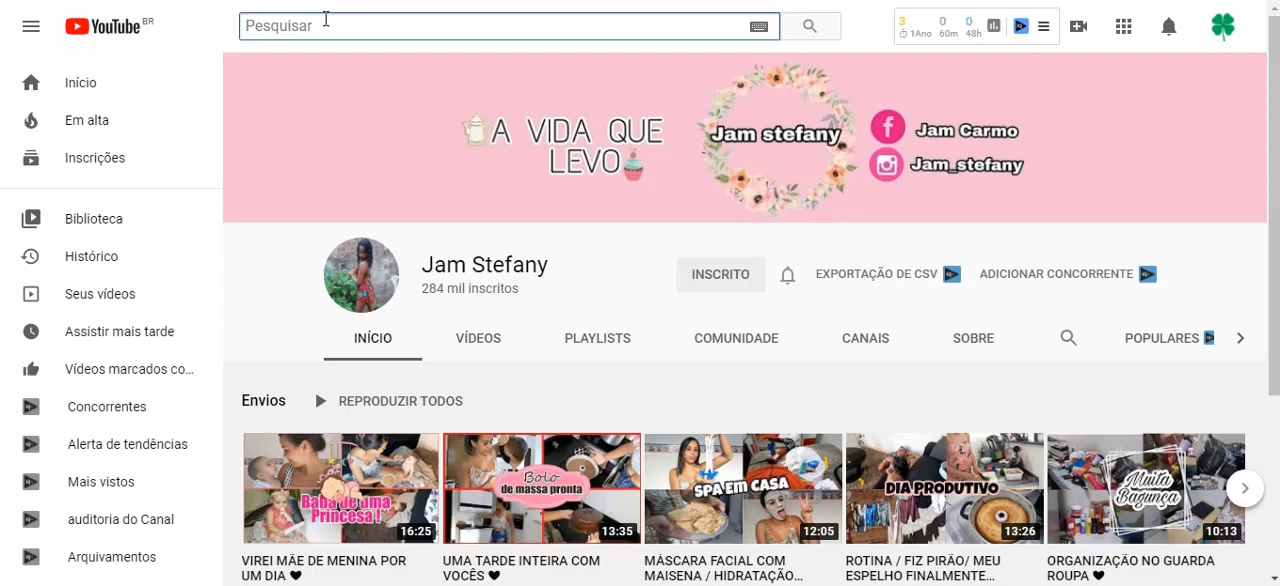 YouTube BR
Pesquisar
3 0 0
1Ano 60m 48h
Início
Em alta
Inscrições
Biblioteca
Histórico
Seus vídeos
Assistir mais tarde
Vídeos marcados co...
Concorrentes
Alerta de tendências
Mais vistos
auditoria do Canal
Arquivamentos
A VIDA QUE
LEVO
Jam stefany
Jam Carmo
Jam_stefany
Jam Stefany
284 mil inscritos
INSCRITO
EXPORTAÇÃO DE CSV
ADICIONAR CONCORRENTE
INÍCIO VÍDEOS PLAYLISTS COMUNIDADE CANAIS SOBRE POPULARES
Envios REPRODUZIR TODOS
Babá de uma
Princesa !
16:25
VIREI MÃE DE MENINA POR
UM DIA ♥
Bolo
de massa pronta
13:35
UMA TARDE INTEIRA COM
VOCÊS ♥
SPA EM CASA
12:05
MÁSCARA FACIAL COM
MAISENA / HIDRATAÇÃO...
DIA PRODUTIVO
13:26
ROTINA / FIZ PIRÃO/ MEU
ESPELHO FINALMENTE...
Muita
Bagunça
10:13
ORGANIZAÇÃO NO GUARDA
ROUPA ♥